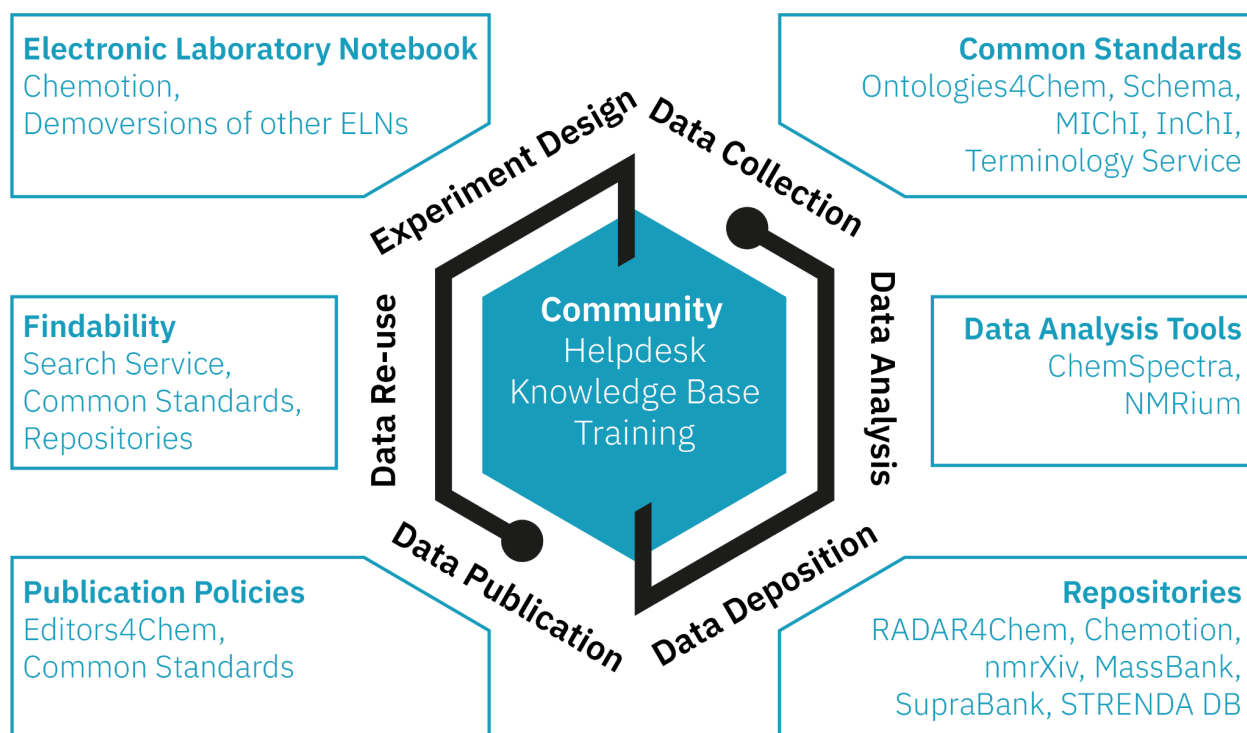 Electronic Laboratory Notebook
Chemotion,
Demoversions of other ELNs
Common Standards
Ontologies4Chem, Schema,
MIChI, InChI,
Terminology Service
Experiment Design
Data Collection
Findability
Search Service,
Common Standards,
Repositories
Data Re-use
Community
Helpdesk
Knowledge Base
Training
Data Analysis
Data Analysis Tools
ChemSpectra,
NMRium
Data Publication
Data Deposition
Publication Policies
Editors4Chem,
Common Standards
Repositories
RADAR4Chem, Chemotion,
nmrXiv, MassBank,
SupraBank, STRENDA DB